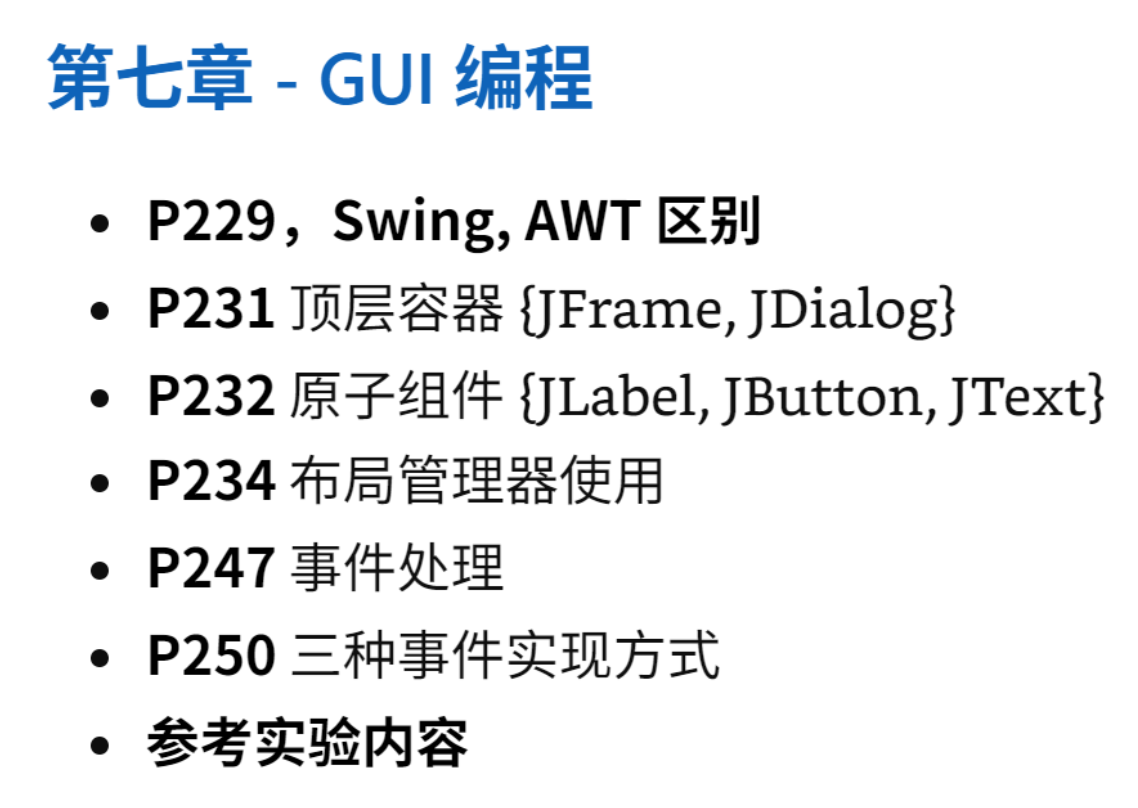 第七章 - GUI 编程
• P229，Swing, AWT 区别
• P231 顶层容器 {JFrame, JDialog}
• P232 原子组件 {JLabel, JButton, JText}
• P234 布局管理器使用
• P247 事件处理
• P250 三种事件实现方式
• 参考实验内容